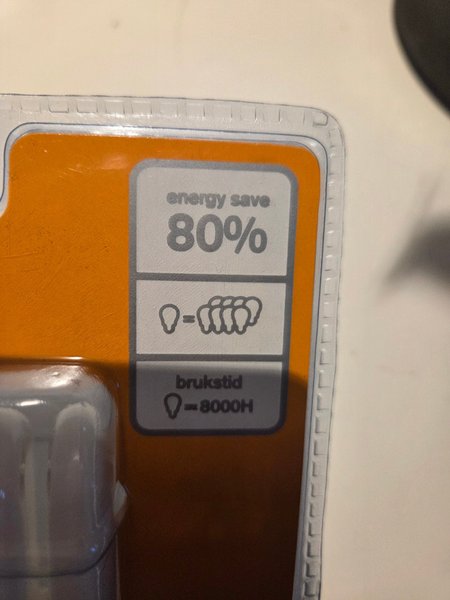 energy save
80%
=
brukstid
=8000H